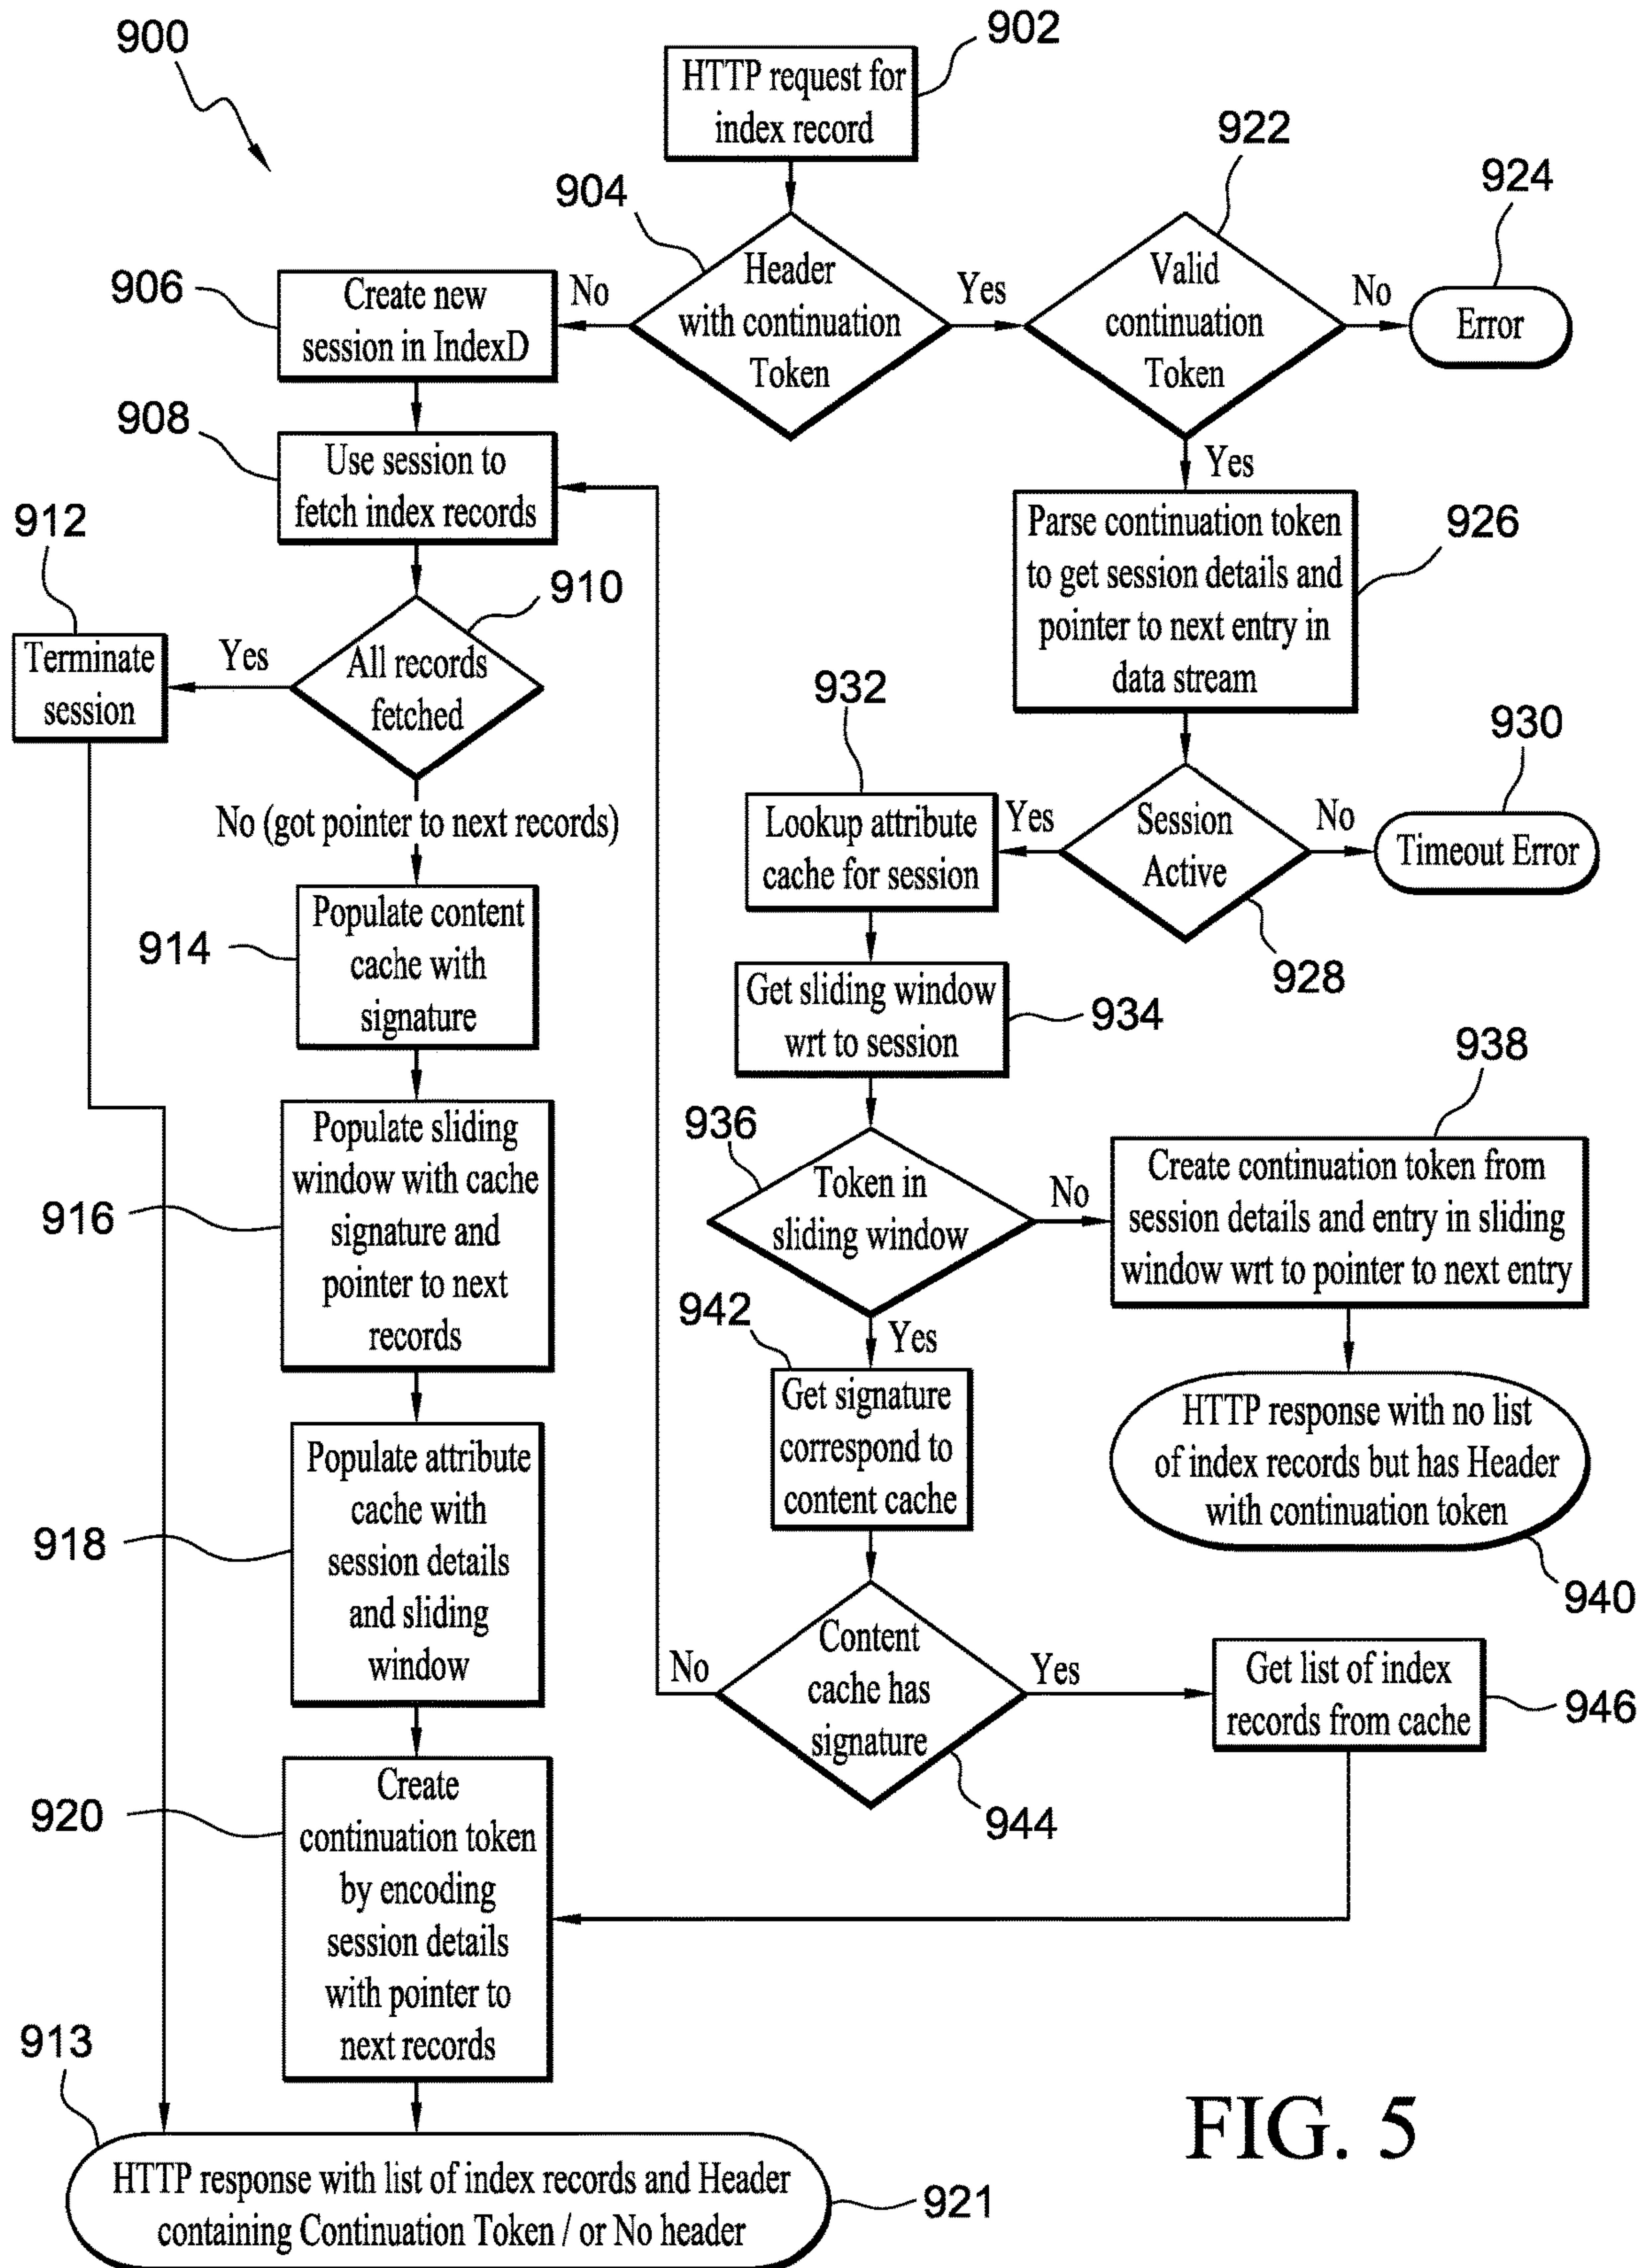 900
902
HTTP request for
index record
904
922
924
Header
with continuation
Token
No
Yes
Valid
continuation
Token
No
Error
906
Create new
session in IndexD
Yes
908
Use session to
fetch index records
Parse continuation token
to get session details and
pointer to next entry in
data stream
926
912
Terminate
session
Yes
910
All records
fetched
No (got pointer to next records)
932
Lookup attribute
cache for session
Yes
Session
Active
928
No
930
Timeout Error
914
Populate content
cache with
signature
Get sliding window
wrt to session
934
936
Token in
sliding window
No
938
Create continuation token from
session details and entry in sliding
window wrt to pointer to next entry
916
Populate sliding
window with cache
signature and
pointer to next
records
942
Yes
Get signature
correspond to
content cache
HTTP response with no list
of index records but has Header
with continuation token
940
918
Populate attribute
cache with
session details
and sliding
window
No
Content
cache has
signature
944
Yes
Get list of index
records from cache
946
920
Create
continuation token
by encoding
session details
with pointer to
next records
913
HTTP response with list of index records and Header
containing Continuation Token / or No header
921
FIG. 5